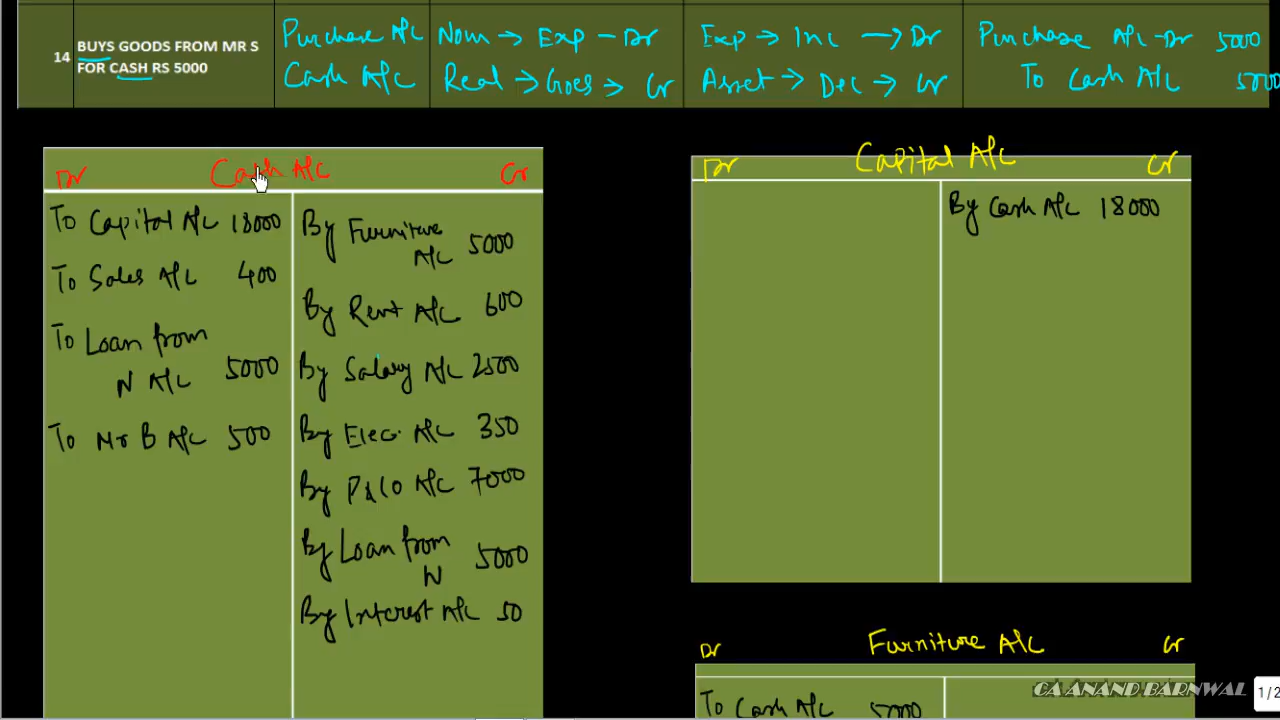 14
BUYS GOODS FROM MR S
FOR CASH RS 5000
Purchase A/c
Cash A/c
Nom → Exp - Dr
Real → Goes → Cr
Exp → Inc → Dr
Asset → Dec → Cr
Purchase A/c - Dr 5000
To Cash A/c 5000
Dr Cash A/c Cr
To Capital A/c 18000
To Sales A/c 400
To Loan from
N A/c 5000
To Mr B A/c 500
By Furniture
A/c 5000
By Rent A/c 600
By Salary A/c 2500
By Elec. A/c 350
By P&CO A/c 7000
By Loan from
N 5000
By Interest A/c 50
Dr Capital A/c Cr
By Cash A/c 18000
Dr Furniture A/c Cr
To Cash A/c 5000
CA ANAND BARNWAL
1/2